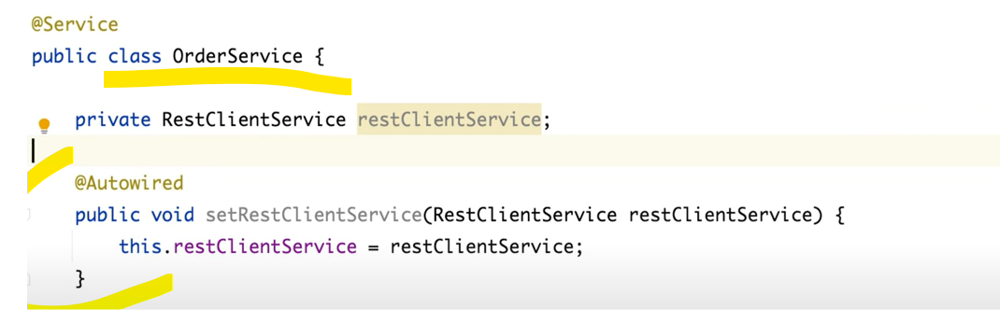 @Service
public class OrderService {
private RestClientService restClientService;
@Autowired
public void setRestClientService(RestClientService restClientService) {
this.restClientService = restClientService;
}